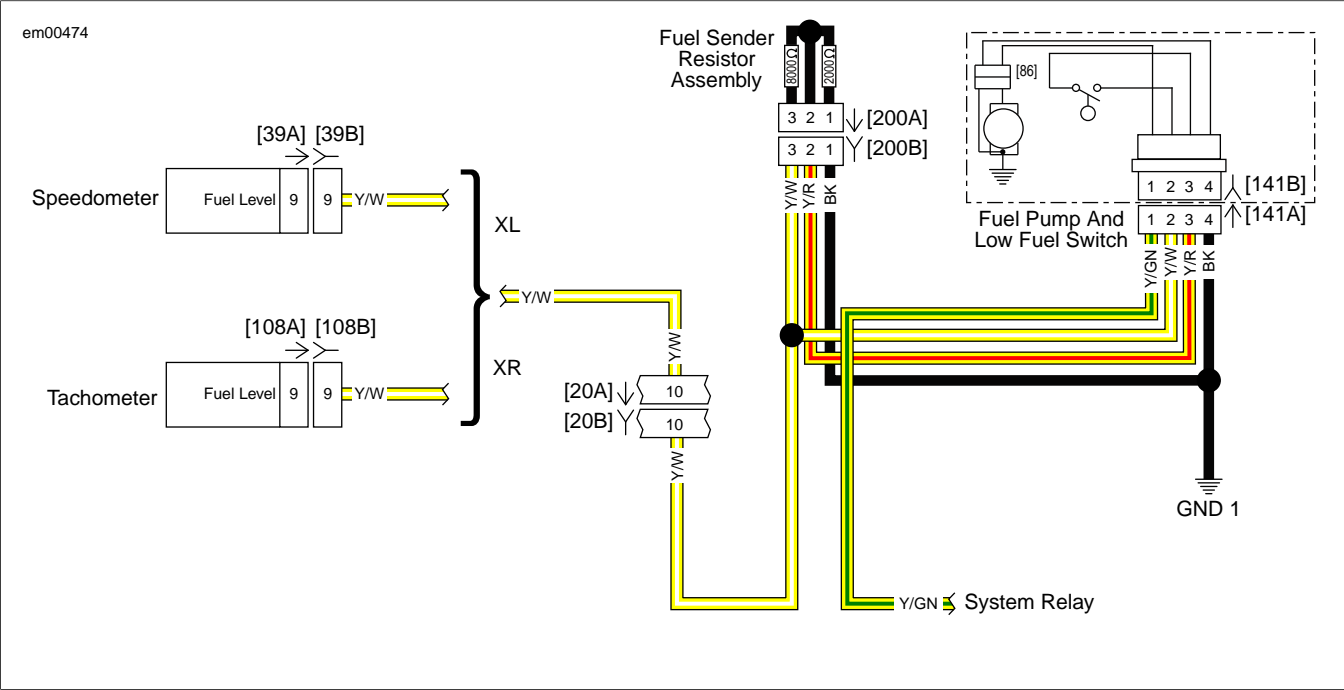 em00474
Fuel Sender
Resistor
Assembly
8000Ω
2000Ω
3 2 1
[200A]
3 2 1
[200B]
Y/W
Y/R
BK
[86]
1 2 3 4
[141B]
1 2 3 4
[141A]
Fuel Pump And
Low Fuel Switch
Y/GN
Y/W
Y/R
BK
GND 1
[39A] [39B]
Speedometer
Fuel Level 9 9 Y/W
XL
Y/W
Y/W
XR
[108A] [108B]
Tachometer
Fuel Level 9 9 Y/W
[20A]
10
[20B]
10
Y/W
Y/GN System Relay